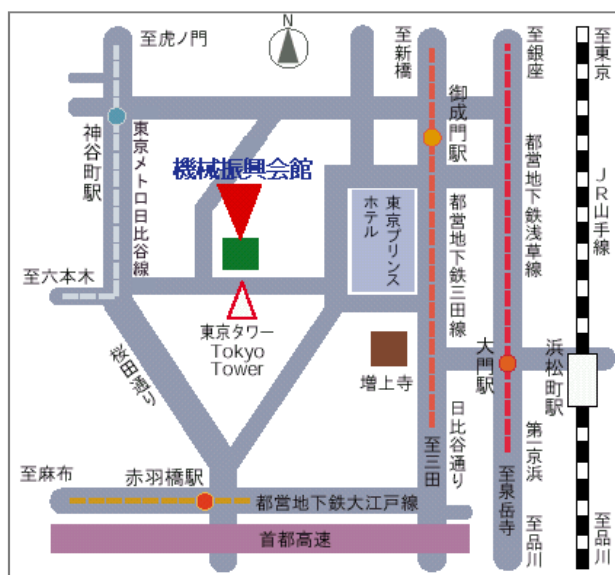 至虎ノ門
N
至新橋
至銀座
至東京
御成門駅
神谷町駅
東京メトロ日比谷線
機械振興会館
都営地下鉄浅草線
JR山手線
東京プリンス
ホテル
都営地下鉄三田線
至六本木
東京タワー
Tokyo
Tower
桜田通り
増上寺
大門駅
浜松町駅
日比谷通り
第一京浜
至三田
至麻布
赤羽橋駅
都営地下鉄大江戸線
至泉岳寺
至品川
至品川
首都高速